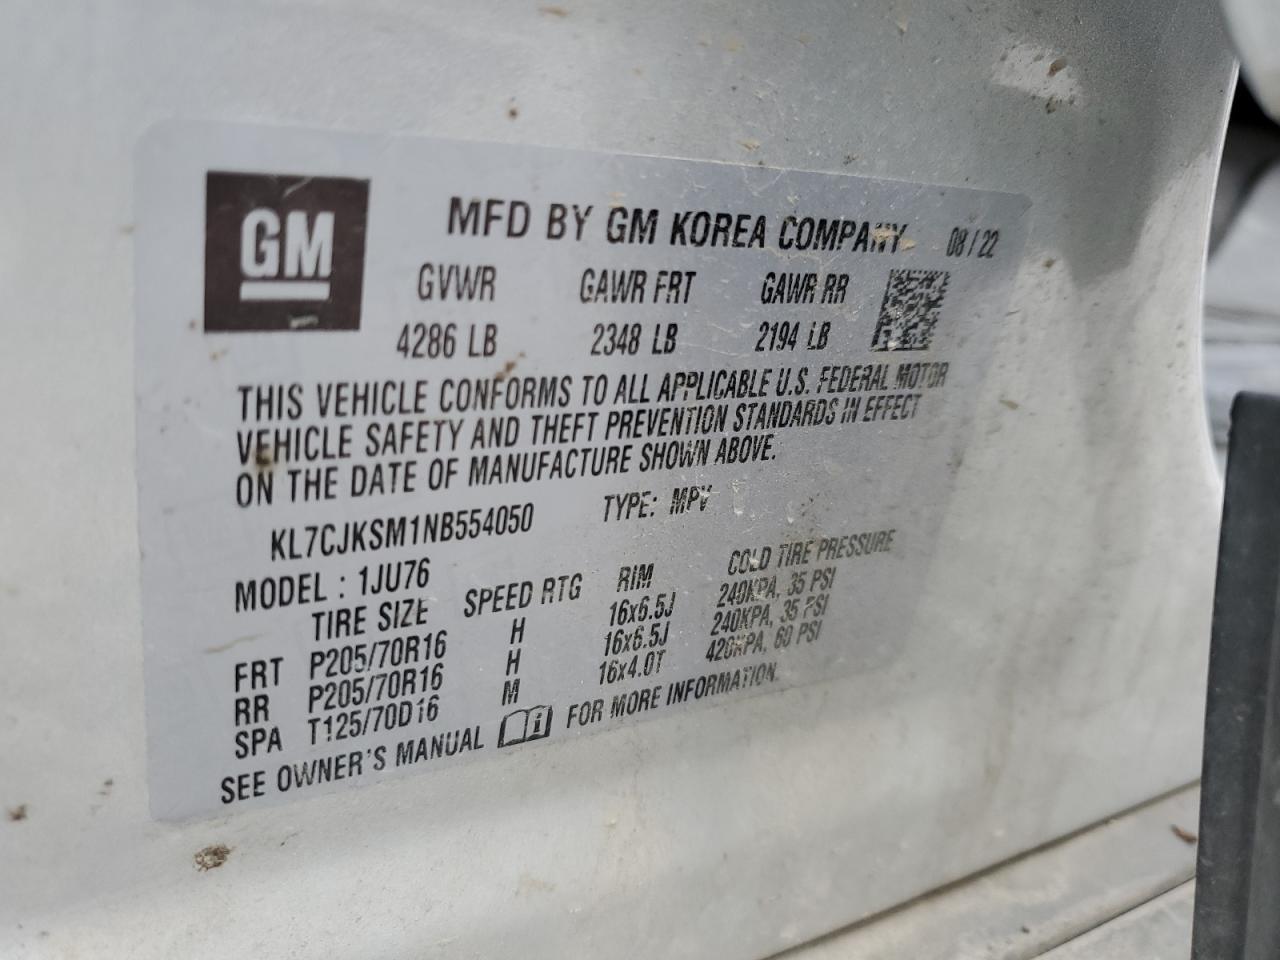 GM
MFD BY GM KOREA COMPANY 08/22
GVWR GAWR FRT GAWR RR
4286 LB 2348 LB 2194 LB
THIS VEHICLE CONFORMS TO ALL APPLICABLE U.S. FEDERAL MOTOR
VEHICLE SAFETY AND THEFT PREVENTION STANDARDS IN EFFECT
ON THE DATE OF MANUFACTURE SHOWN ABOVE.
KL7CJKSM1NB554050 TYPE: MPV
MODEL : 1JU76
TIRE SIZE SPEED RTG RIM COLD TIRE PRESSURE
FRT P205/70R16 H 16x6.5J 240KPA, 35 PSI
RR P205/70R16 H 16x6.5J 240KPA, 35 PSI
SPA T125/70D16 M 16x4.0T 420KPA, 60 PSI
SEE OWNER'S MANUAL i FOR MORE INFORMATION.